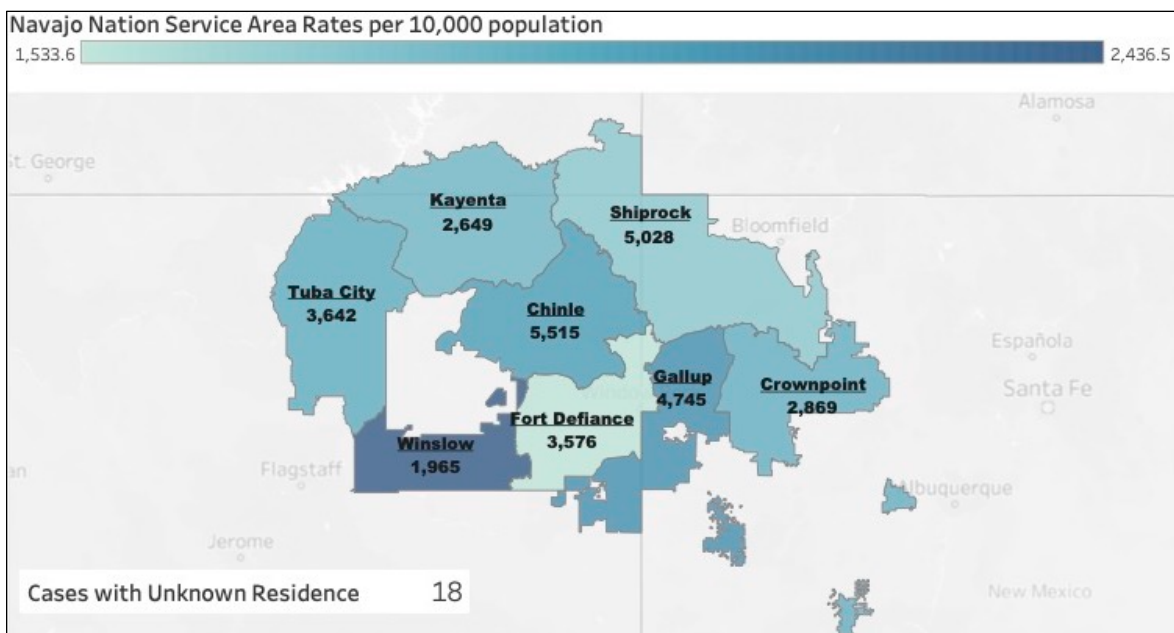 Navajo Nation Service Area Rates per 10,000 population
1,533.6
2,436.5
Alamosa
St. George
Kayenta
2,649
Shiprock
5,028
Bloomfield
Tuba City
3,642
Chinle
5,515
Española
Gallup
4,745
Crownpoint
2,869
Santa Fe
Fort Defiance
3,576
Winslow
1,965
Flagstaff
Albuquerque
Jerome
Cases with Unknown Residence 18
New Mexico